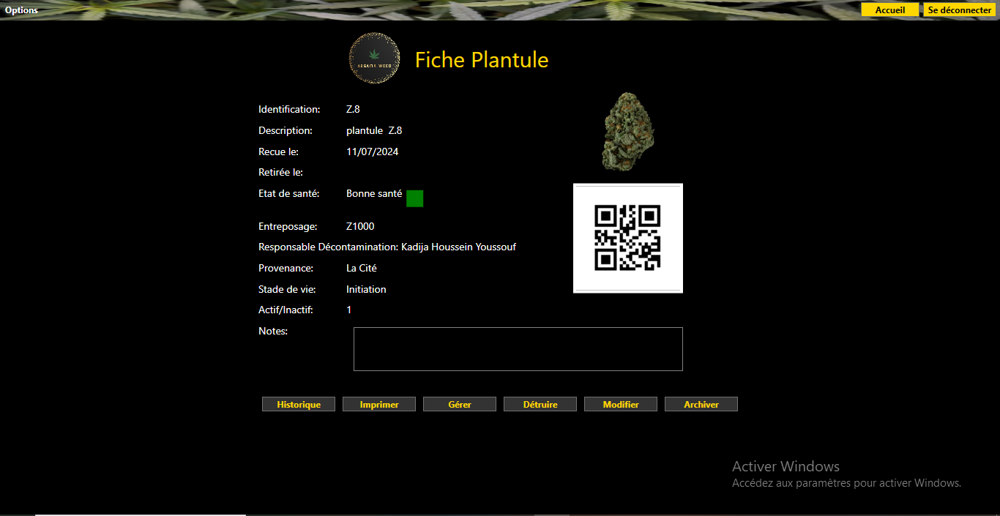 Options
Accueil
Se déconnecter
Fiche Plantule
Identification: Z.8
Description: plantule Z.8
Recue le: 11/07/2024
Retirée le:
Etat de santé: Bonne santé
Entreposage: Z1000
Responsable Décontamination: Kadija Houssein Youssouf
Provenance: La Cité
Stade de vie: Initiation
Actif/Inactif: 1
Notes:
Historique
Imprimer
Gérer
Détruire
Modifier
Archiver
Activer Windows
Accédez aux paramètres pour activer Windows.